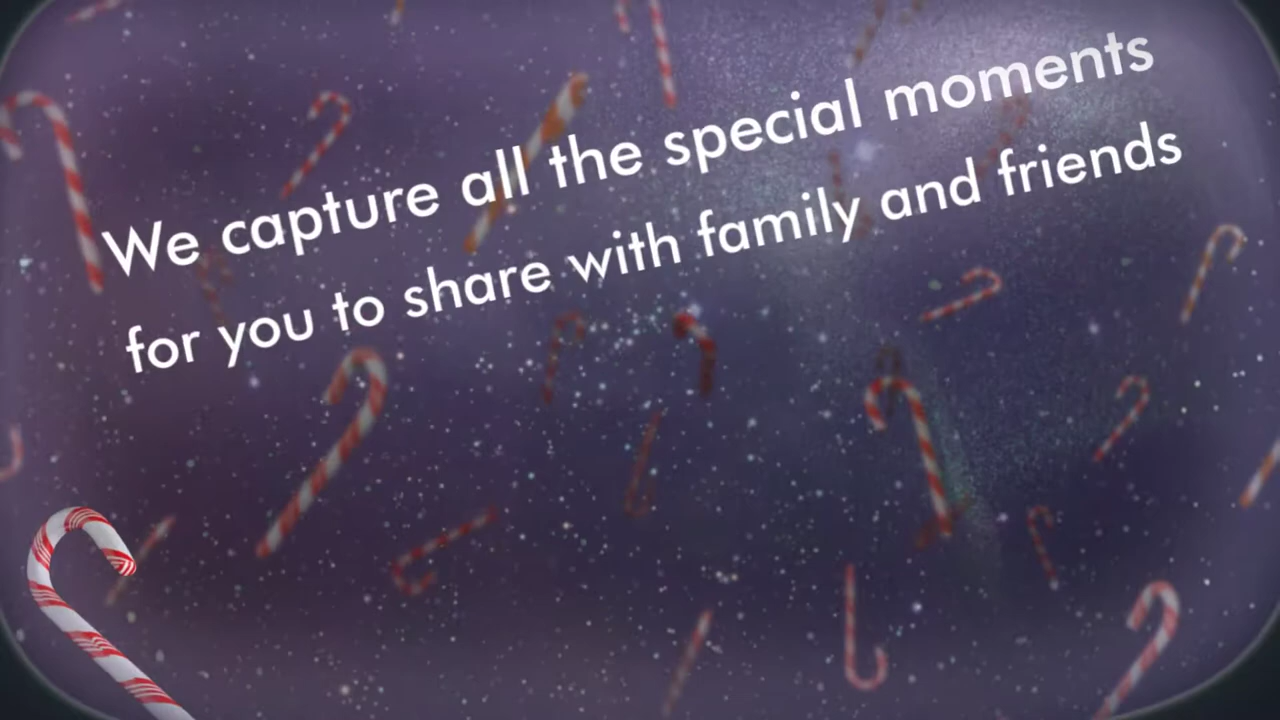 We capture all the special moments
for you to share with family and friends